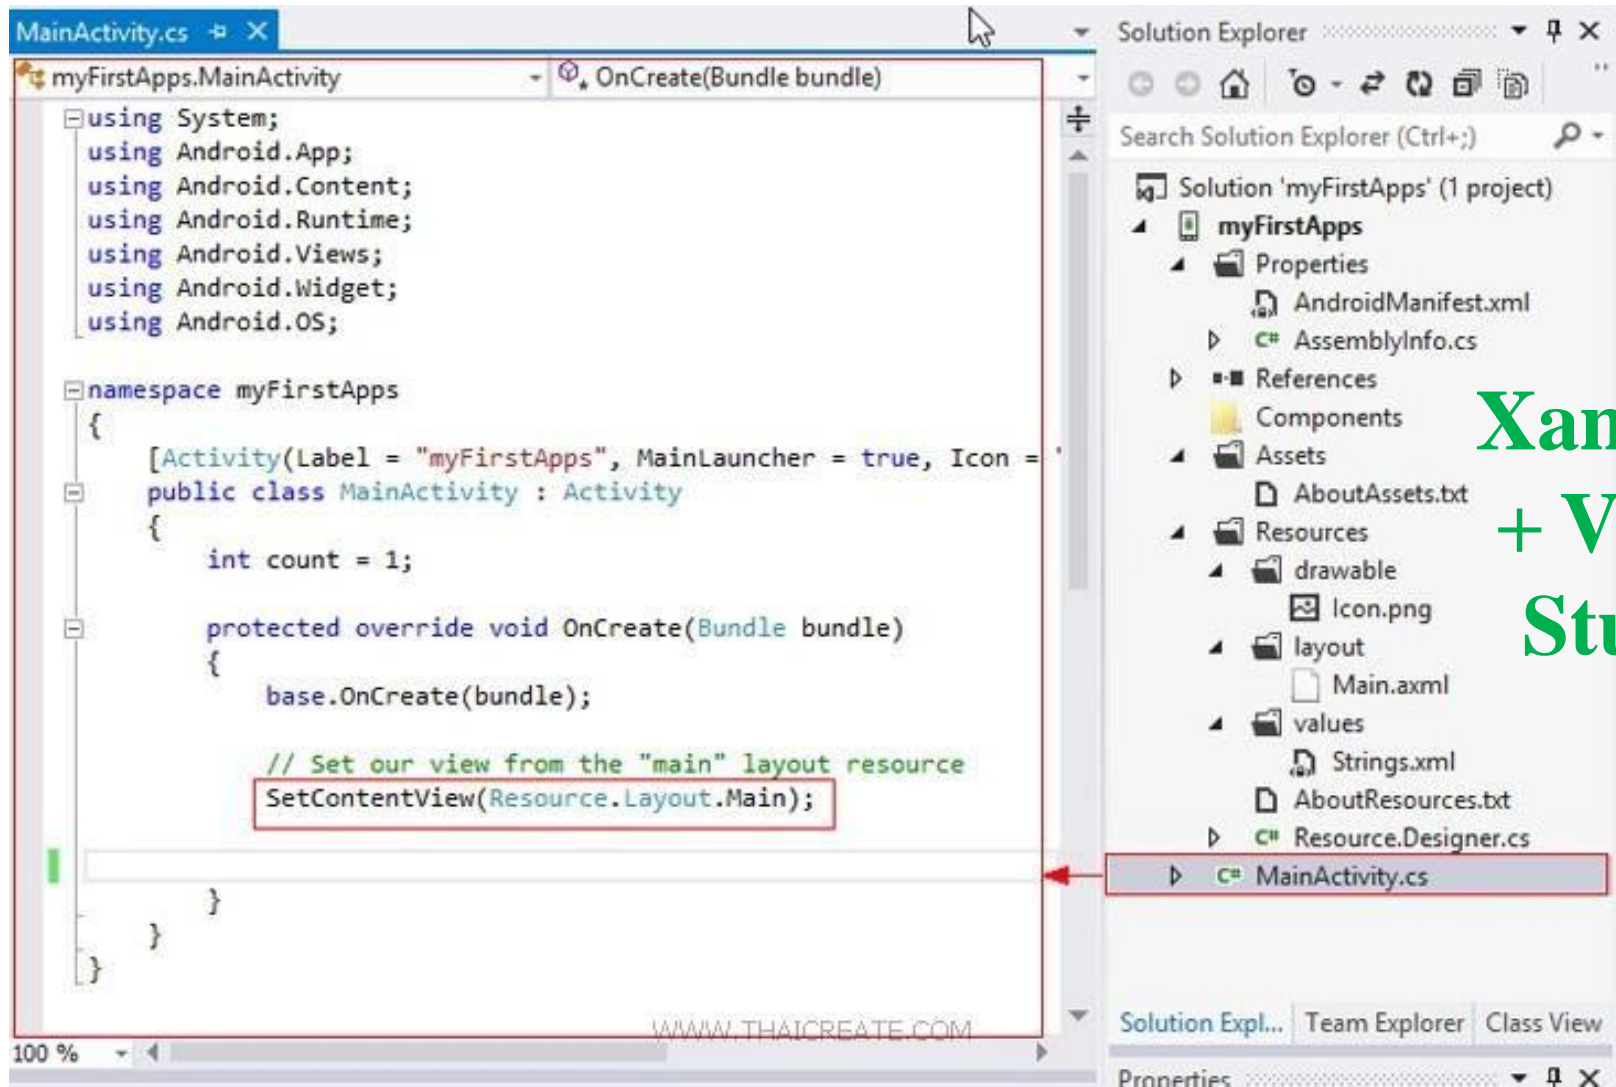 MainActivity.cs
myFirstApps.MainActivity
OnCreate(Bundle bundle)
using System;
using Android.App;
using Android.Content;
using Android.Runtime;
using Android.Views;
using Android.Widget;
using Android.OS;
namespace myFirstApps
{
[Activity(Label = "myFirstApps", MainLauncher = true, Icon = "
public class MainActivity : Activity
{
int count = 1;
protected override void OnCreate(Bundle bundle)
{
base.OnCreate(bundle);
// Set our view from the "main" layout resource
SetContentView(Resource.Layout.Main);
}
}
}
WWW.THAICREATE.COM
100 %
Solution Explorer
Search Solution Explorer (Ctrl+;)
Solution 'myFirstApps' (1 project)
myFirstApps
Properties
AndroidManifest.xml
C# AssemblyInfo.cs
References
Components
Assets
AboutAssets.txt
Resources
drawable
Icon.png
layout
Main.axml
values
Strings.xml
AboutResources.txt
C# Resource.Designer.cs
C# MainActivity.cs
Solution Expl... Team Explorer Class View
Properties
+ V
Stu